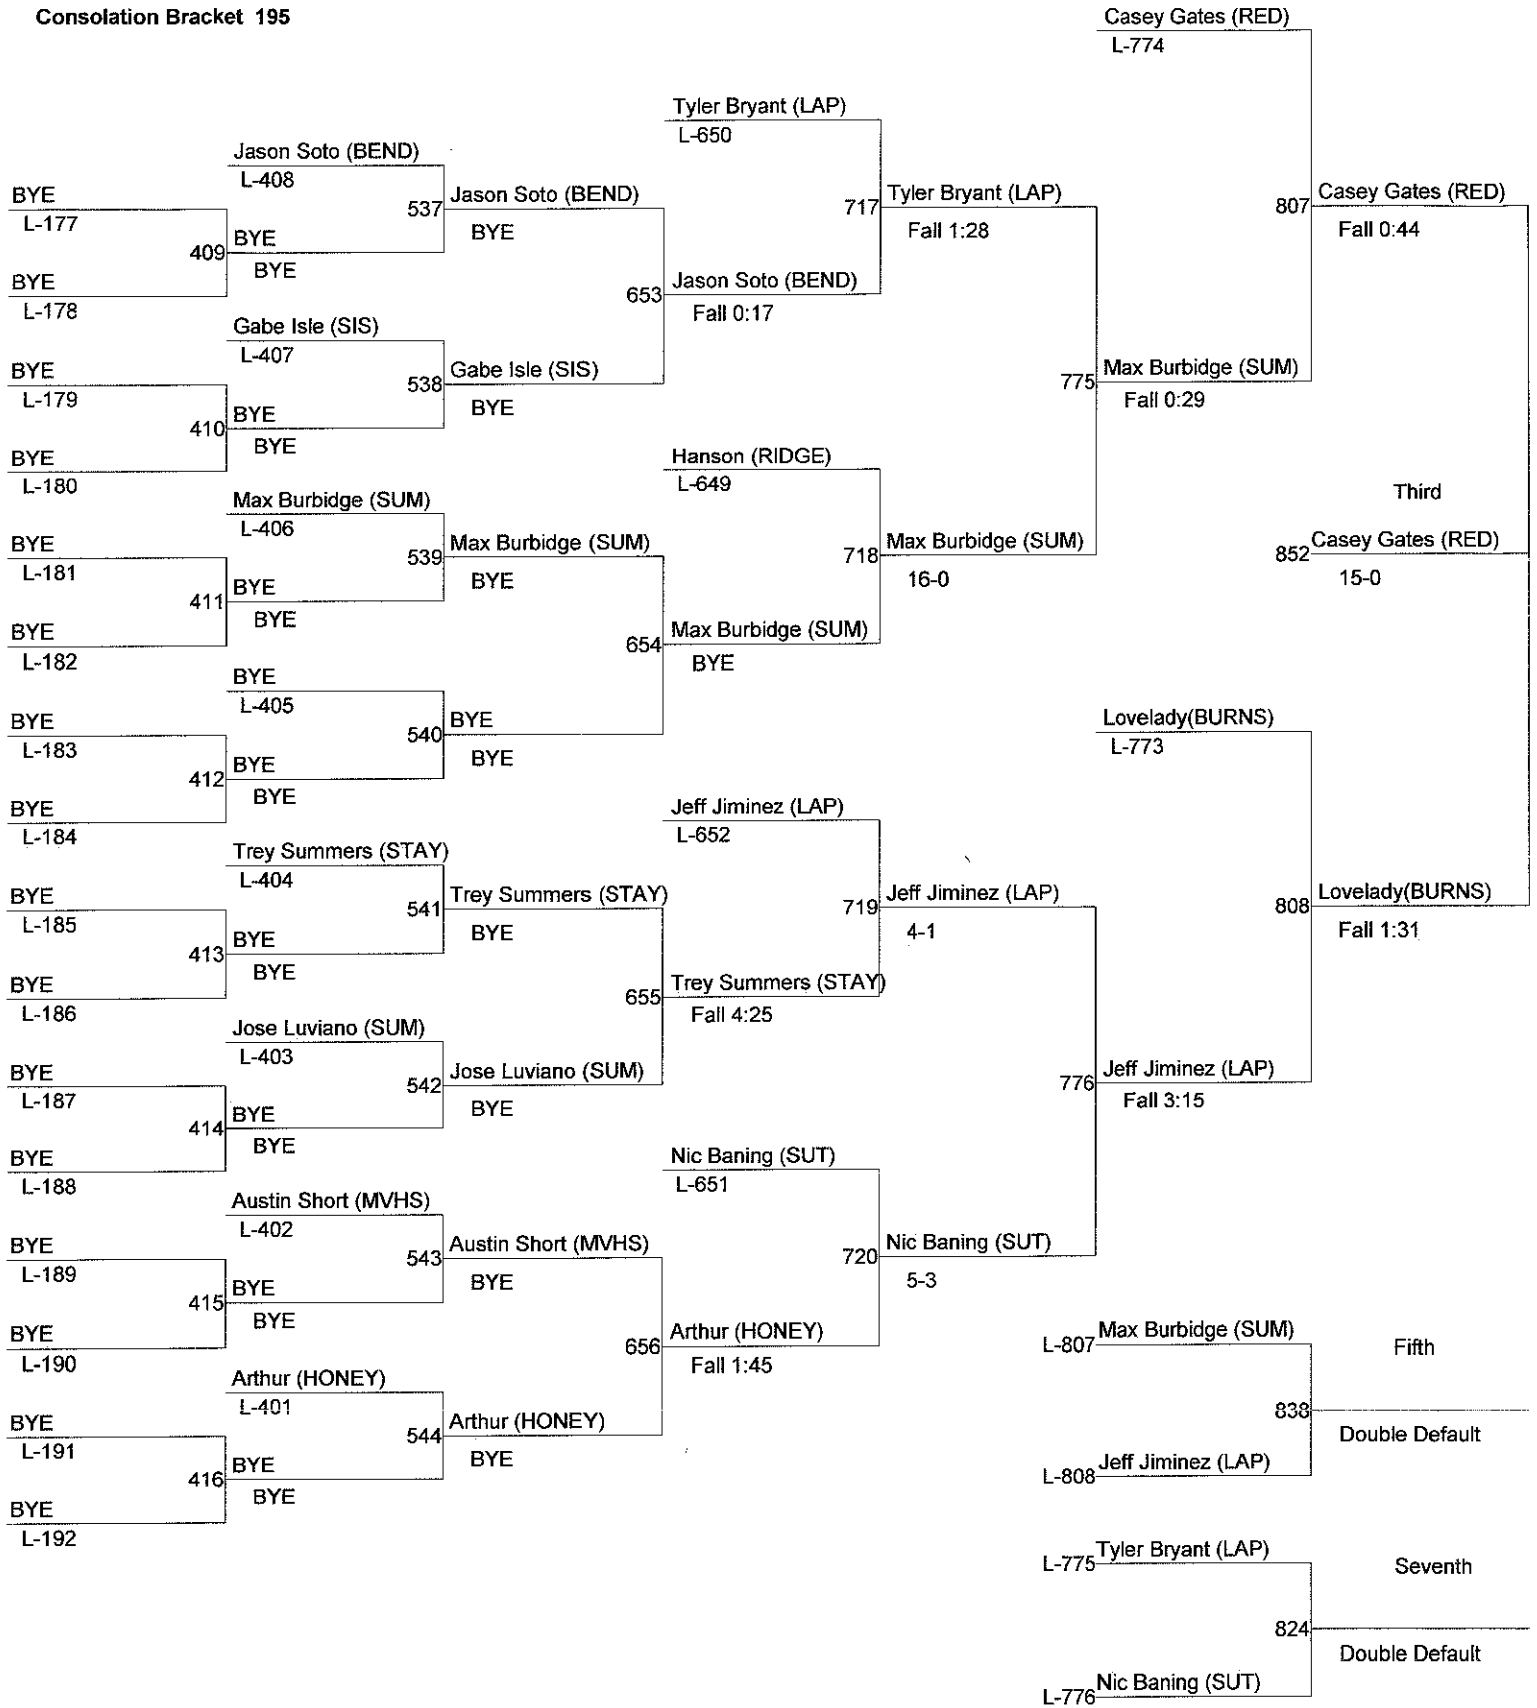 Consolation Bracket 195
BYE
L-177
409
BYE
L-178
BYE
L-179
410
BYE
L-180
BYE
L-181
411
BYE
L-182
BYE
L-183
412
BYE
L-184
BYE
L-185
413
BYE
L-186
BYE
L-187
414
BYE
L-188
BYE
L-189
415
BYE
L-190
BYE
L-191
416
BYE
L-192
Jason Soto (BEND)
L-408
537
BYE
BYE
Gabe Isle (SIS)
L-407
538
BYE
BYE
Max Burbidge (SUM)
L-406
539
BYE
BYE
BYE
L-405
540
BYE
BYE
Trey Summers (STAY)
L-404
541
BYE
BYE
Jose Luviano (SUM)
L-403
542
BYE
BYE
Austin Short (MVHS)
L-402
543
BYE
BYE
Arthur (HONEY)
L-401
544
BYE
BYE
Jason Soto (BEND)
BYE
653
Gabe Isle (SIS)
BYE
Max Burbidge (SUM)
BYE
654
BYE
BYE
Trey Summers (STAY)
BYE
655
Jose Luviano (SUM)
BYE
Austin Short (MVHS)
BYE
656
Arthur (HONEY)
BYE
Tyler Bryant (LAP)
L-650
717
Jason Soto (BEND)
Fall 0:17
Hanson (RIDGE)
L-649
718
Max Burbidge (SUM)
BYE
Jeff Jiminez (LAP)
L-652
719
Trey Summers (STAY)
Fall 4:25
Nic Baning (SUT)
L-651
720
Arthur (HONEY)
Fall 1:45
Tyler Bryant (LAP)
Fall 1:28
775
Max Burbidge (SUM)
16-0
Jeff Jiminez (LAP)
4-1
776
Nic Baning (SUT)
5-3
Casey Gates (RED)
L-774
807
Max Burbidge (SUM)
Fall 0:29
Lovelady(BURNS)
L-773
808
Jeff Jiminez (LAP)
Fall 3:15
Casey Gates (RED)
Fall 0:44
Third
852
Casey Gates (RED)
15-0
Lovelady(BURNS)
Fall 1:31
L-807 Max Burbidge (SUM)
Fifth
838
Double Default
L-808 Jeff Jiminez (LAP)
L-775 Tyler Bryant (LAP)
Seventh
824
Double Default
L-776 Nic Baning (SUT)